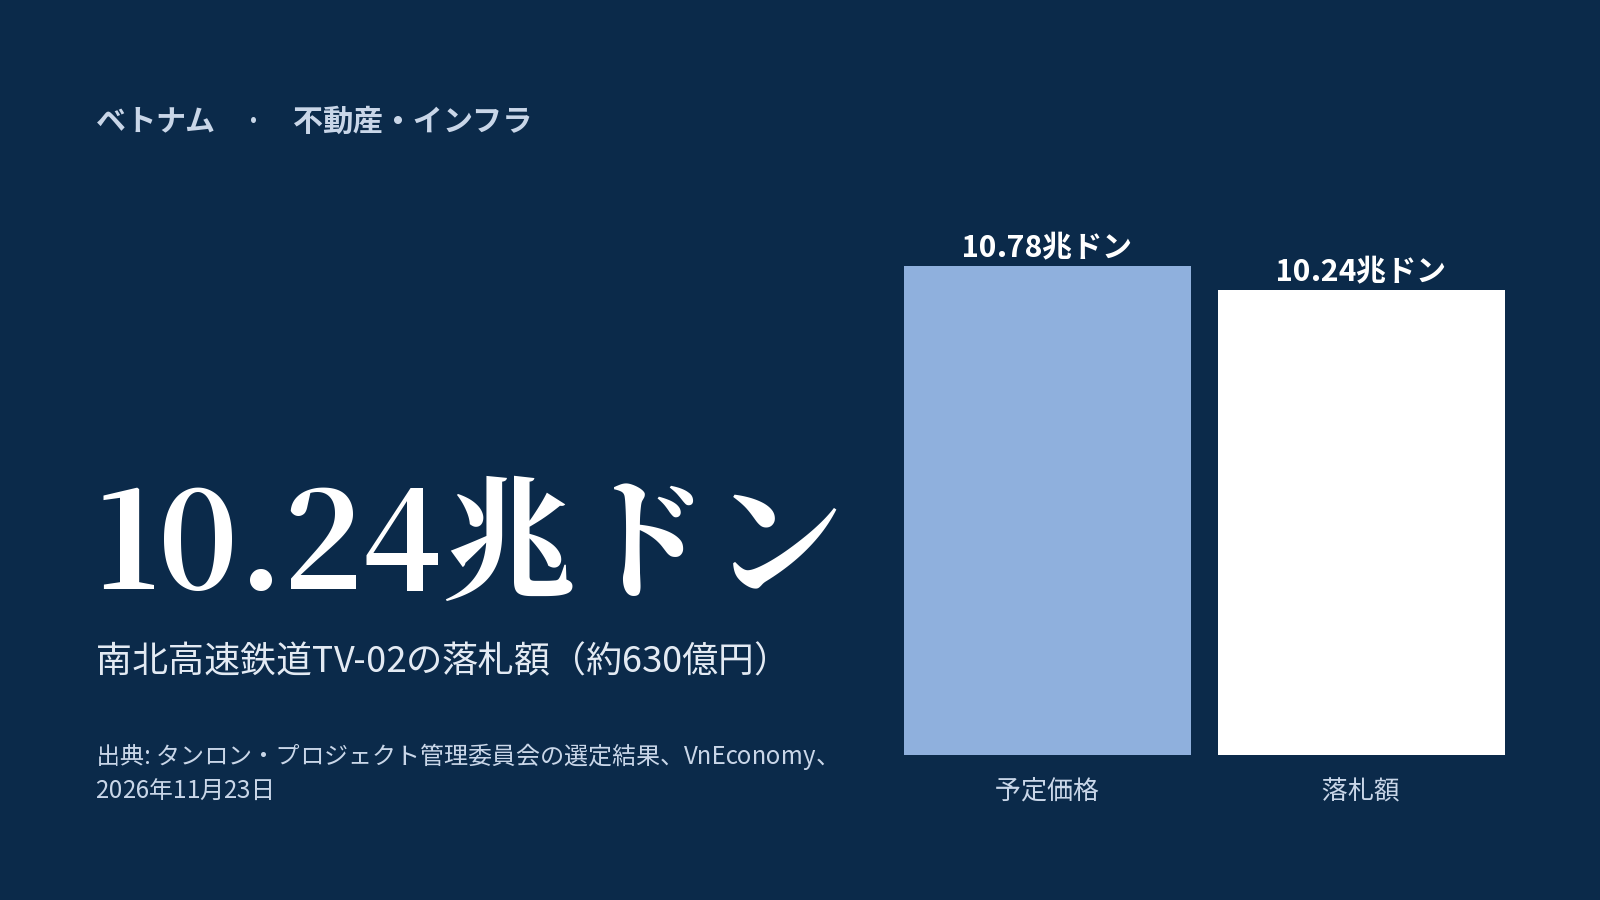 ベトナム · 不動産・インフラ
10.78兆ドン
10.24兆ドン
10.24兆ドン
南北高速鉄道TV-02の落札額（約630億円）
出典: タンロン・プロジェクト管理委員会の選定結果、VnEconomy、
2026年11月23日
予定価格
落札額